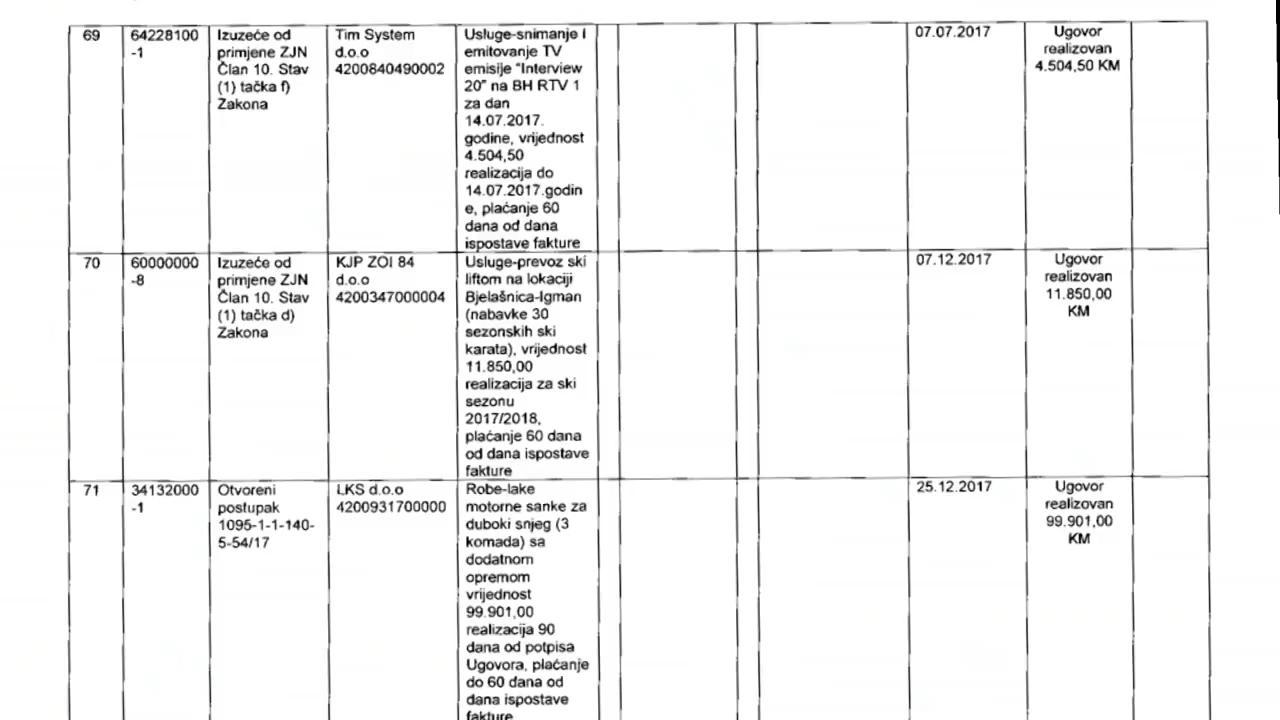 69
64228100
-1
Izuzeće od
primjene ZJN
Član 10. Stav
(1) tačka f)
Zakona
Tim System
d.o.o
4200840490002
Usluge-snimanje i
emitovanje TV
emisije "Interview
20" na BH RTV 1
za dan
14.07.2017.
godine, vrijednost
4.504,50
realizacija do
14.07.2017.godin
e, plaćanje 60
dana od dana
ispostave fakture
07.07.2017
Ugovor
realizovan
4.504,50 KM
70
60000000
-8
Izuzeće od
primjene ZJN
Član 10. Stav
(1) tačka d)
Zakona
KJP ZOI 84
d.o.o
4200347000004
Usluge-prevoz ski
liftom na lokaciji
Bjelašnica-Igman
(nabavke 30
sezonskih ski
karata), vrijednost
11.850,00
realizacija za ski
sezonu
2017/2018,
plaćanje 60 dana
od dana ispostave
fakture
07.12.2017
Ugovor
realizovan
11.850,00
KM
71
34132000
-1
Otvoreni
postupak
1095-1-1-140-
5-54/17
LKS d.o.o
4200931700000
Robe-lake
motorne sanke za
duboki snjeg (3
komada) sa
dodatnom
opremom
vrijednost
99.901,00
realizacija 90
dana od potpisa
Ugovora, plaćanje
do 60 dana od
dana ispostave
fakture
25.12.2017
Ugovor
realizovan
99.901,00
KM